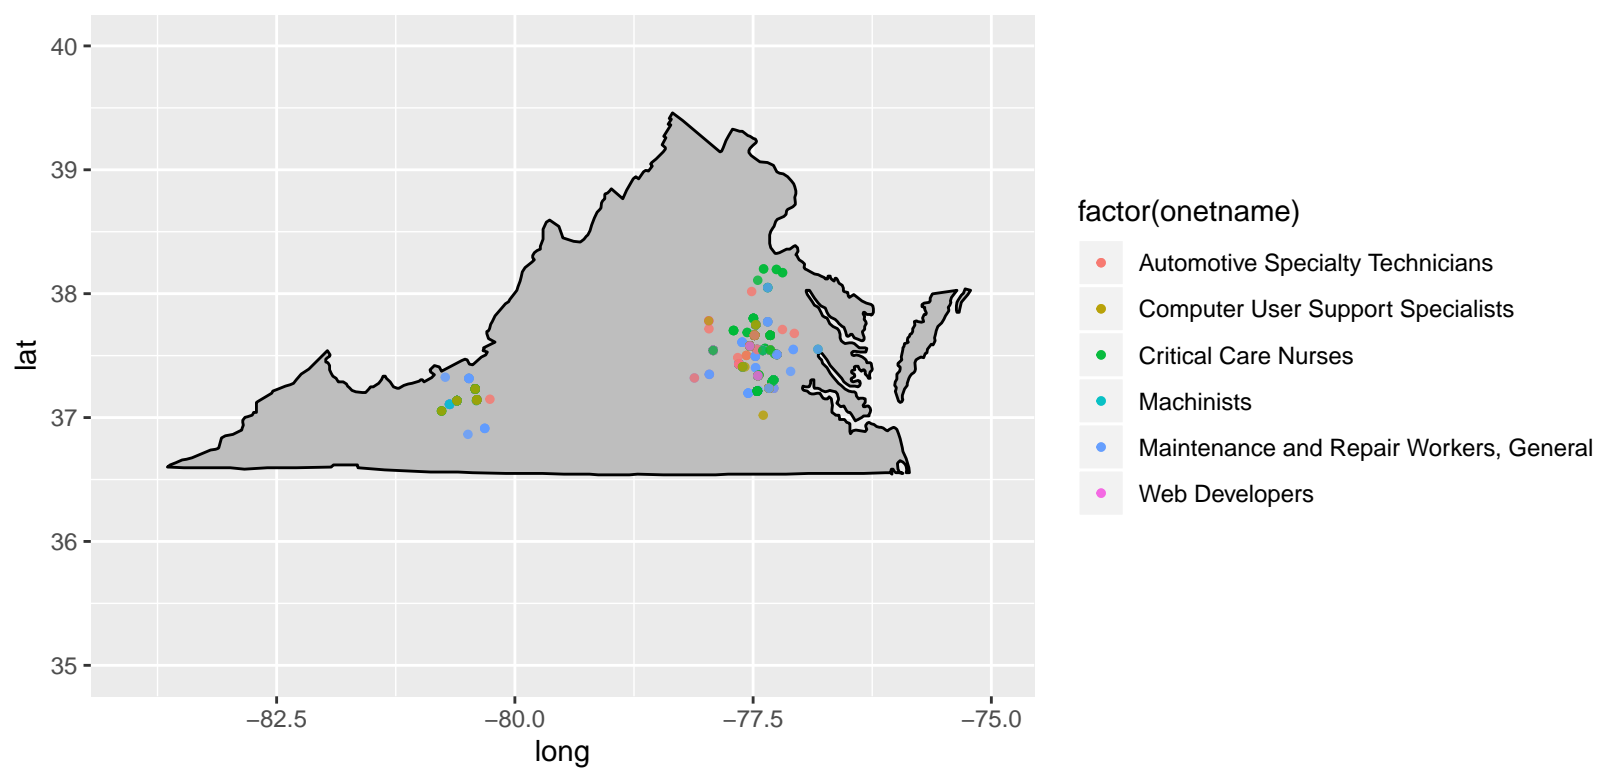 40
39
38
37
36
35
lat
−82.5
−80.0
−77.5
−75.0
long
factor(onetname)
Automotive Specialty Technicians
Computer User Support Specialists
Critical Care Nurses
Machinists
Maintenance and Repair Workers, General
Web Developers